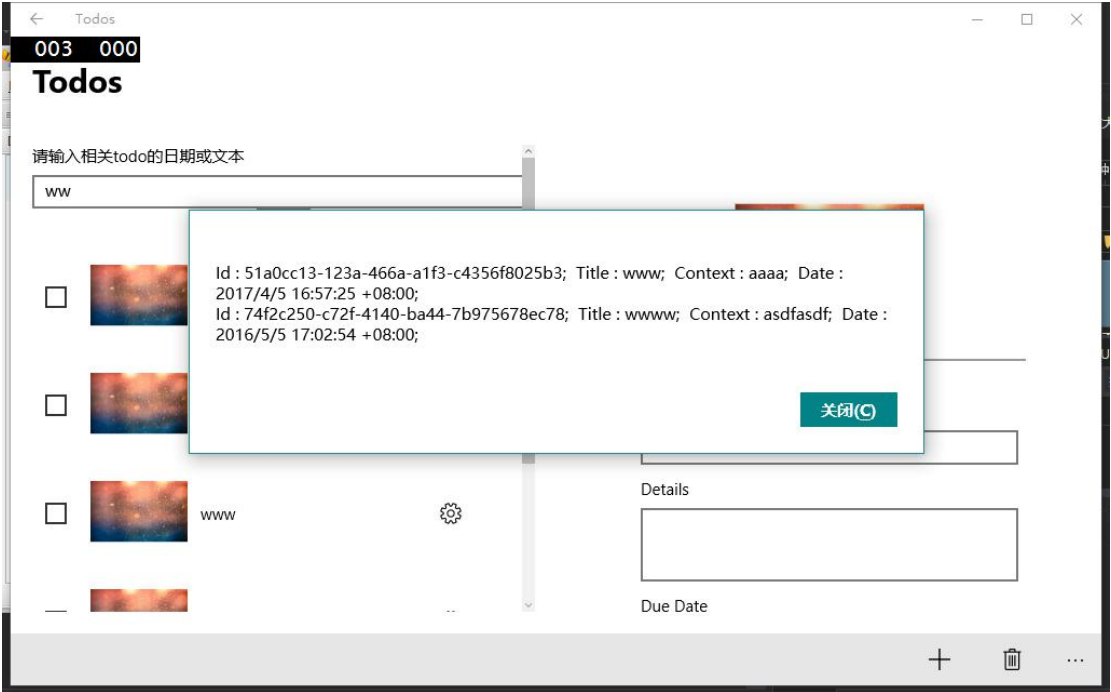 Todos
003 000
Todos
请输入相关todo的日期或文本
ww
Id : 51a0cc13-123a-466a-a1f3-c4356f8025b3;  Title : www;  Context : aaaa;  Date :
2017/4/5 16:57:25 +08:00;
Id : 74f2c250-c72f-4140-ba44-7b975678ec78;  Title : wwww;  Context : asdfasdf;  Date :
2016/5/5 17:02:54 +08:00;
关闭(C)
www
Details
Due Date